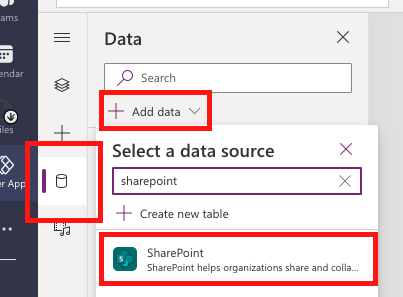 ams
Data
Search
endar
Add data
iles
Select a data source
sharepoint
er App
Create new table
SharePoint
SharePoint helps organizations share and colla...